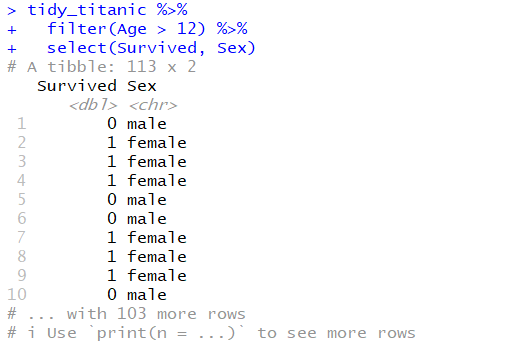 > tidy_titanic %>%
+   filter(Age > 12) %>%
+   select(Survived, Sex)
# A tibble: 113 x 2
   Survived Sex
      <dbl> <chr>
 1        0 male
 2        1 female
 3        1 female
 4        1 female
 5        0 male
 6        0 male
 7        1 female
 8        1 female
 9        1 female
10        0 male
# ... with 103 more rows
# i Use `print(n = ...)` to see more rows